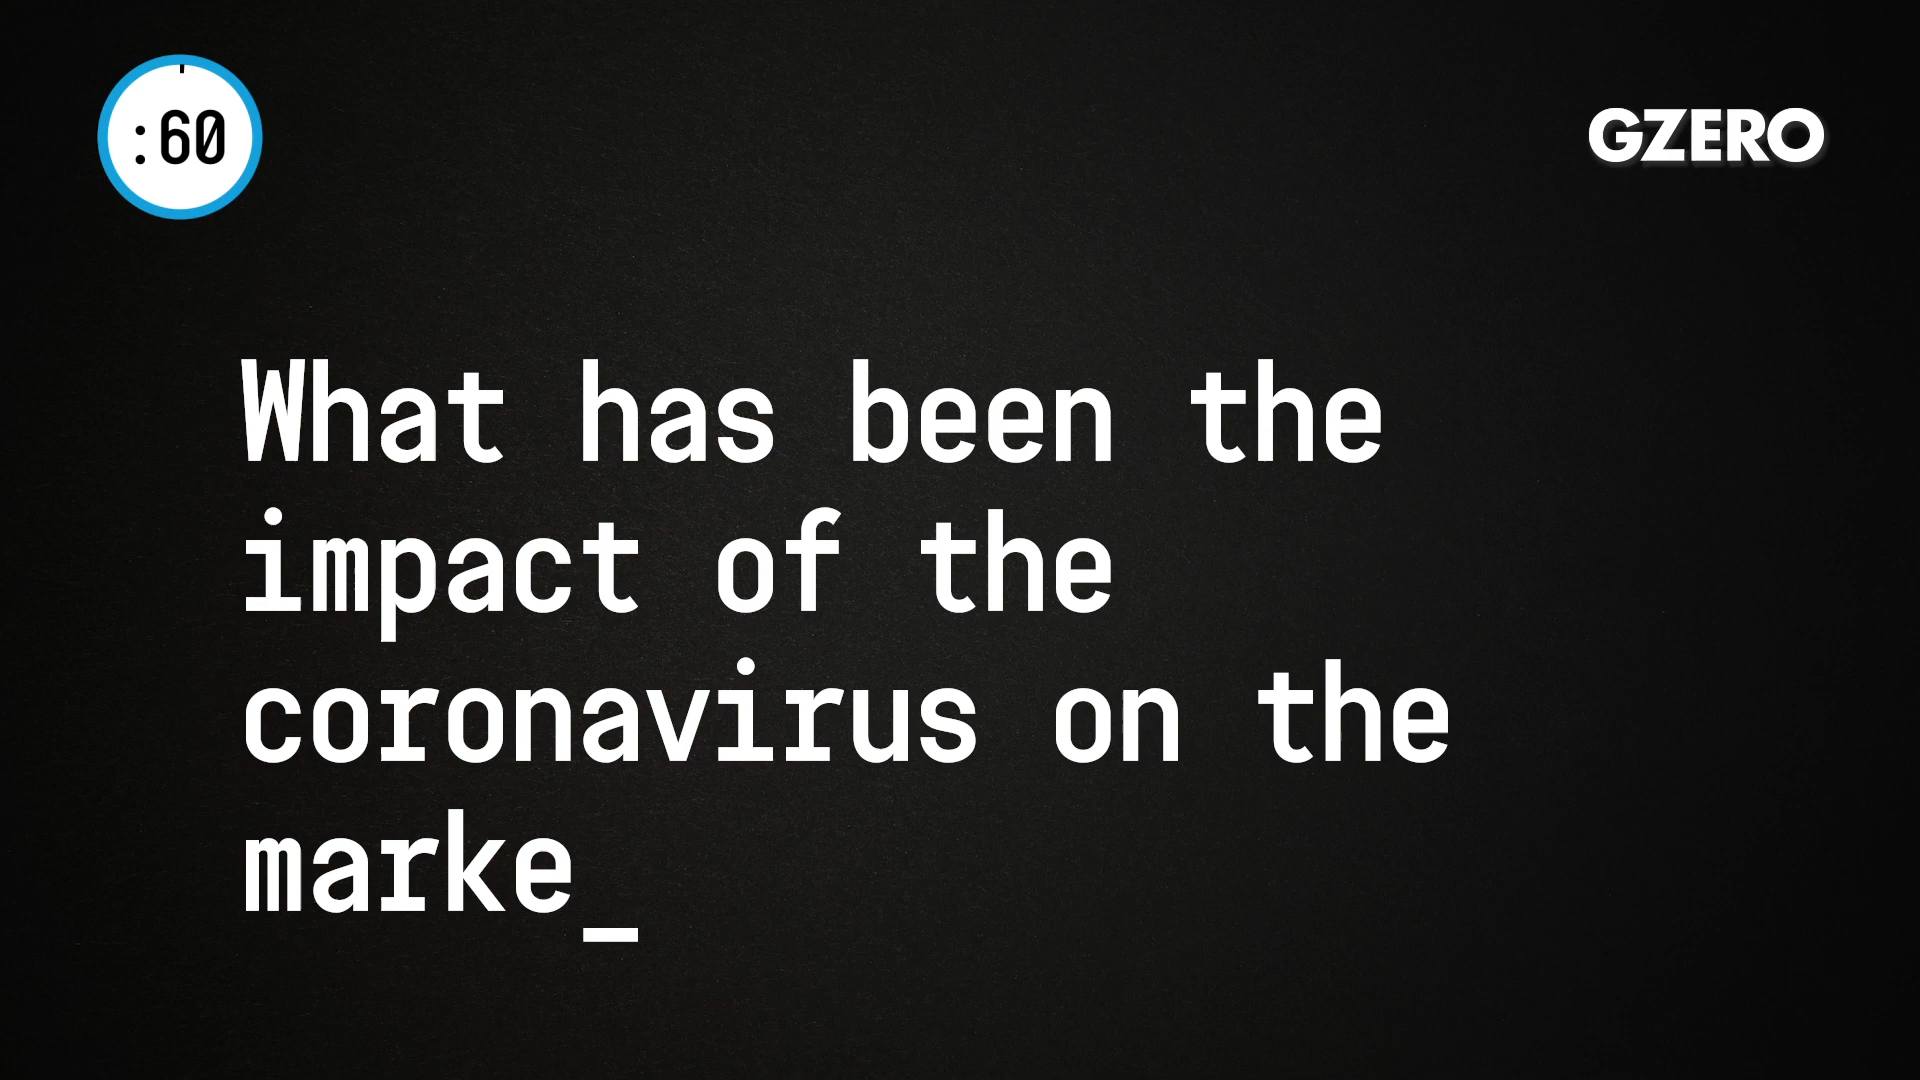 :60
GZERO
What has been the
impact of the
coronavirus on the
marke_